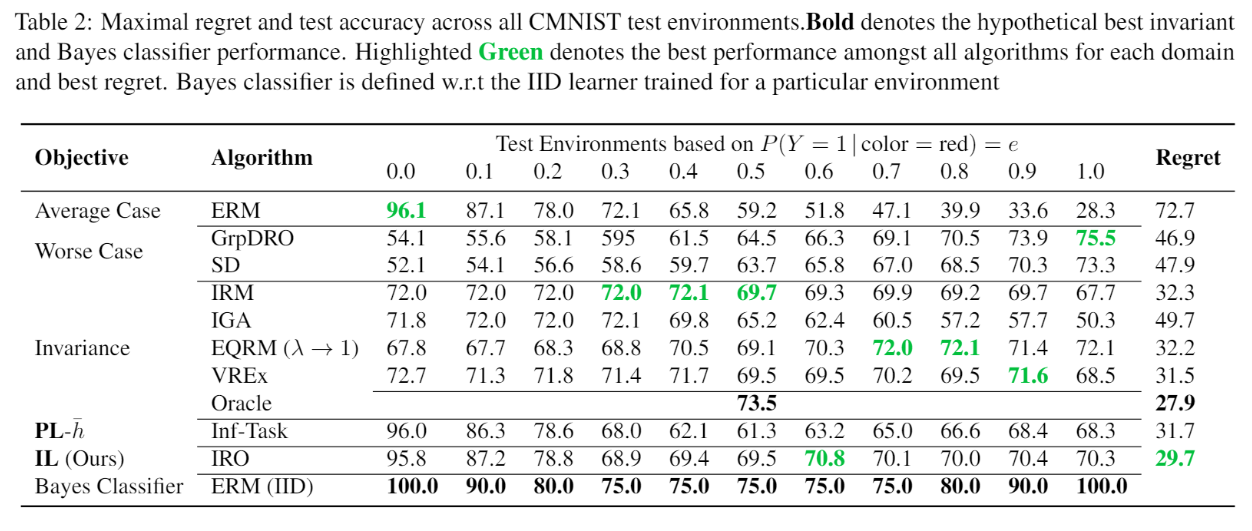 Table 2: Maximal regret and test accuracy across all CMNIST test environments.Bold denotes the hypothetical best invariant
and Bayes classifier performance. Highlighted Green denotes the best performance amongst all algorithms for each domain
and best regret. Bayes classifier is defined w.r.t the IID learner trained for a particular environment
Objective Algorithm Test Environments based on P(Y = 1 | color = red) = e Regret
0.0 0.1 0.2 0.3 0.4 0.5 0.6 0.7 0.8 0.9 1.0
Average Case ERM 96.1 87.1 78.0 72.1 65.8 59.2 51.8 47.1 39.9 33.6 28.3 72.7
Worse Case GrpDRO 54.1 55.6 58.1 595 61.5 64.5 66.3 69.1 70.5 73.9 75.5 46.9
SD 52.1 54.1 56.6 58.6 59.7 63.7 65.8 67.0 68.5 70.3 73.3 47.9
IRM 72.0 72.0 72.0 72.0 72.1 69.7 69.3 69.9 69.2 69.7 67.7 32.3
IGA 71.8 72.0 72.0 72.1 69.8 65.2 62.4 60.5 57.2 57.7 50.3 49.7
Invariance EQRM (λ → 1) 67.8 67.7 68.3 68.8 70.5 69.1 70.3 72.0 72.1 71.4 72.1 32.2
VREx 72.7 71.3 71.8 71.4 71.7 69.5 69.5 70.2 69.5 71.6 68.5 31.5
Oracle 73.5 27.9
PL-h̄ Inf-Task 96.0 86.3 78.6 68.0 62.1 61.3 63.2 65.0 66.6 68.4 68.3 31.7
IL (Ours) IRO 95.8 87.2 78.8 68.9 69.4 69.5 70.8 70.1 70.0 70.4 70.3 29.7
Bayes Classifier ERM (IID) 100.0 90.0 80.0 75.0 75.0 75.0 75.0 75.0 80.0 90.0 100.0